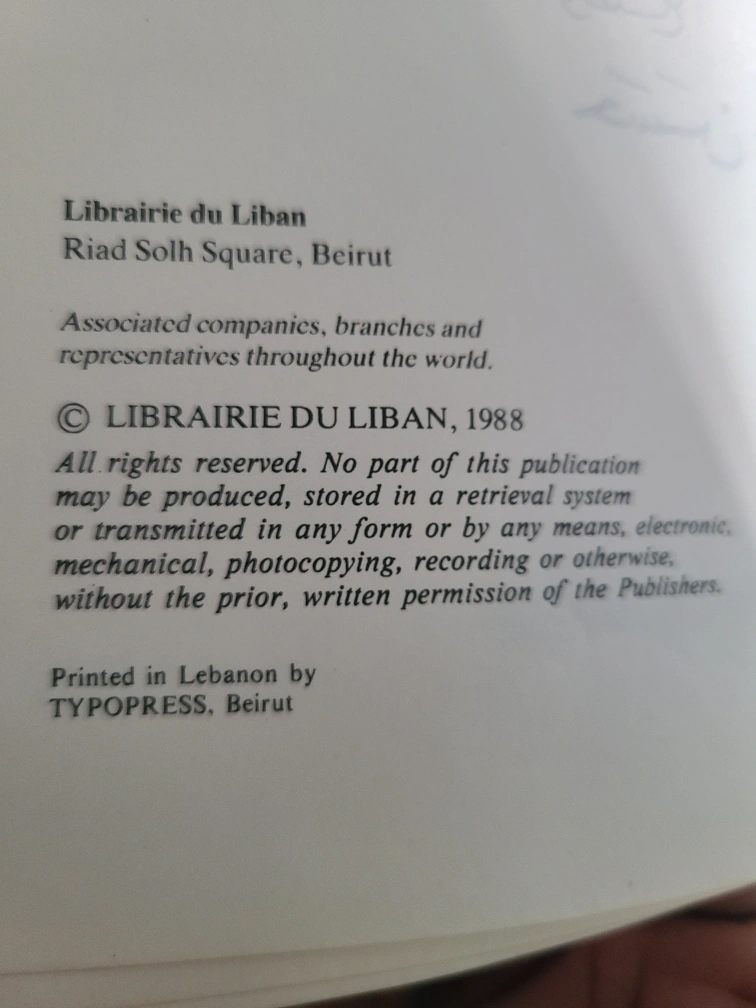 Librairie du Liban
Riad Solh Square, Beirut
Associated companies, branches and
representatives throughout the world.
© LIBRAIRIE DU LIBAN, 1988
All rights reserved. No part of this publication
may be produced, stored in a retrieval system
or transmitted in any form or by any means, electronic,
mechanical, photocopying, recording or otherwise,
without the prior, written permission of the Publishers.
Printed in Lebanon by
TYPOPRESS, Beirut